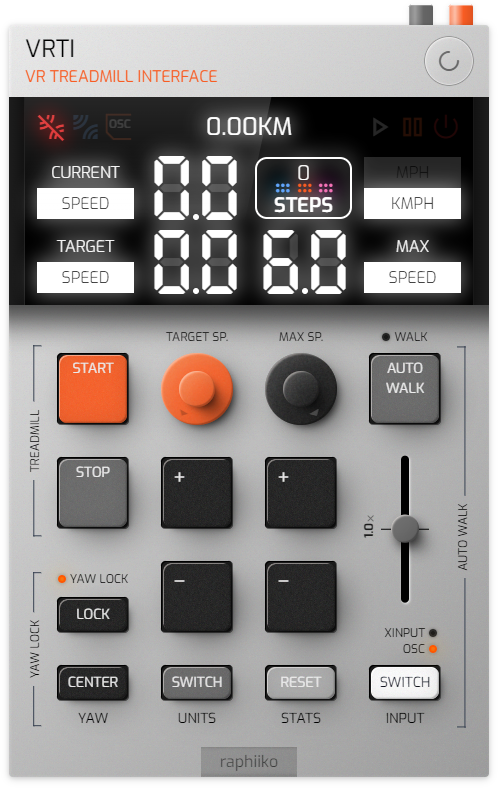 VRTI
VR TREADMILL INTERFACE
OSC
0.00KM
CURRENT
SPEED
0.0
0
STEPS
MPH
KMPH
TARGET
SPEED
0.0
6.0
MAX
SPEED
TARGET SP.
MAX SP.
WALK
START
AUTO
WALK
TREADMILL
STOP
+
+
1.0x
AUTO WALK
YAW LOCK
YAW LOCK
LOCK
−
−
XINPUT
OSC
CENTER
SWITCH
RESET
SWITCH
YAW
UNITS
STATS
INPUT
raphiiko